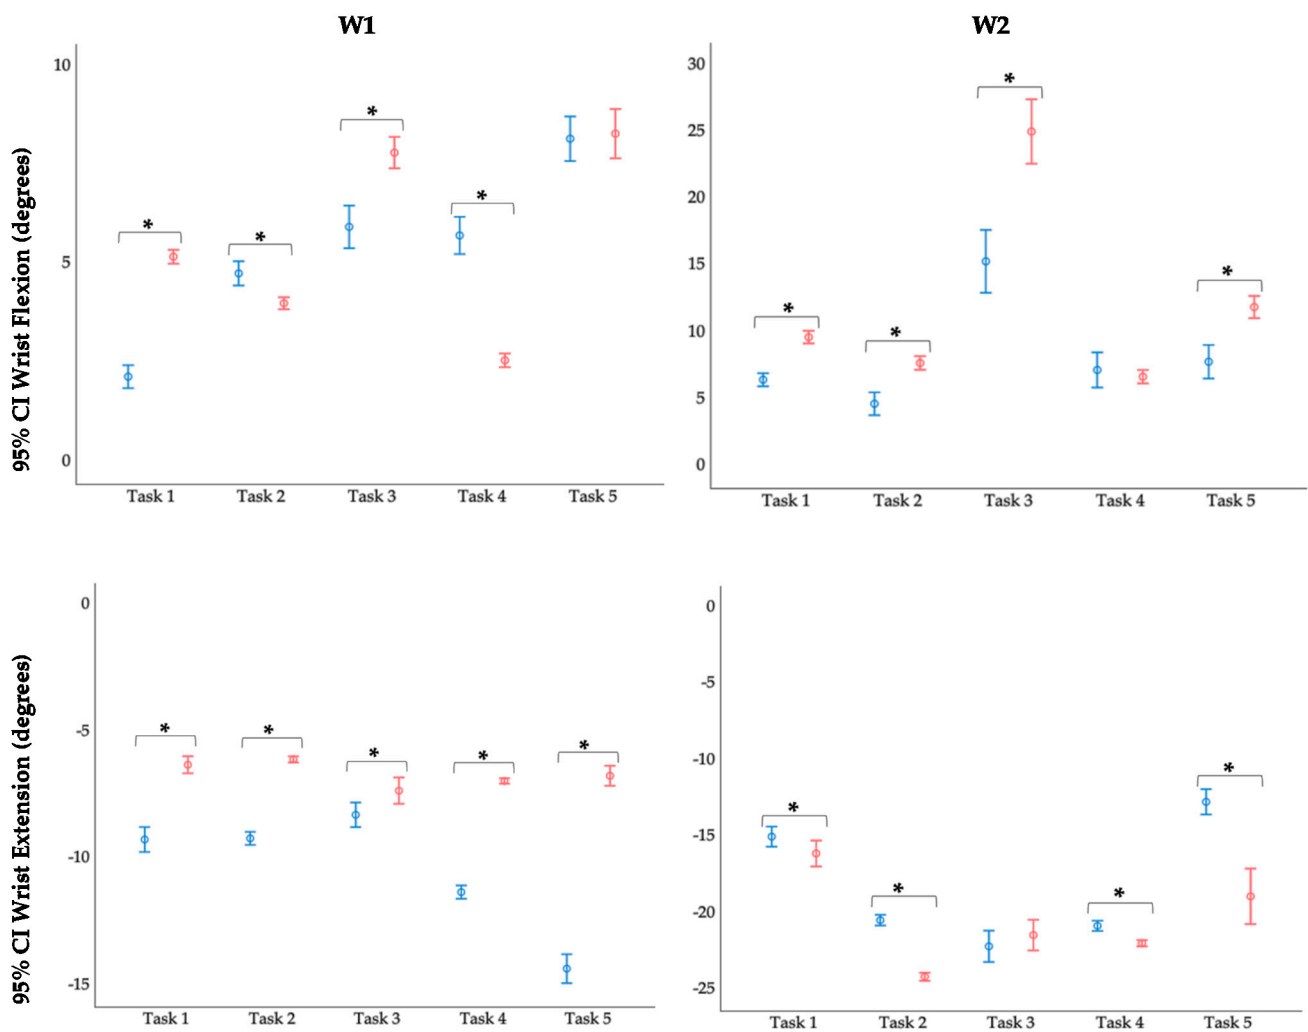 W1
W2
95% CI Wrist Flexion (degrees)
10
5
0
*
*
*
*
Task 1
Task 2
Task 3
Task 4
Task 5
30
25
20
15
10
5
0
*
*
*
*
Task 1
Task 2
Task 3
Task 4
Task 5
95% CI Wrist Extension (degrees)
0
-5
-10
-15
*
*
*
*
*
Task 1
Task 2
Task 3
Task 4
Task 5
0
-5
-10
-15
-20
-25
*
*
*
*
Task 1
Task 2
Task 3
Task 4
Task 5